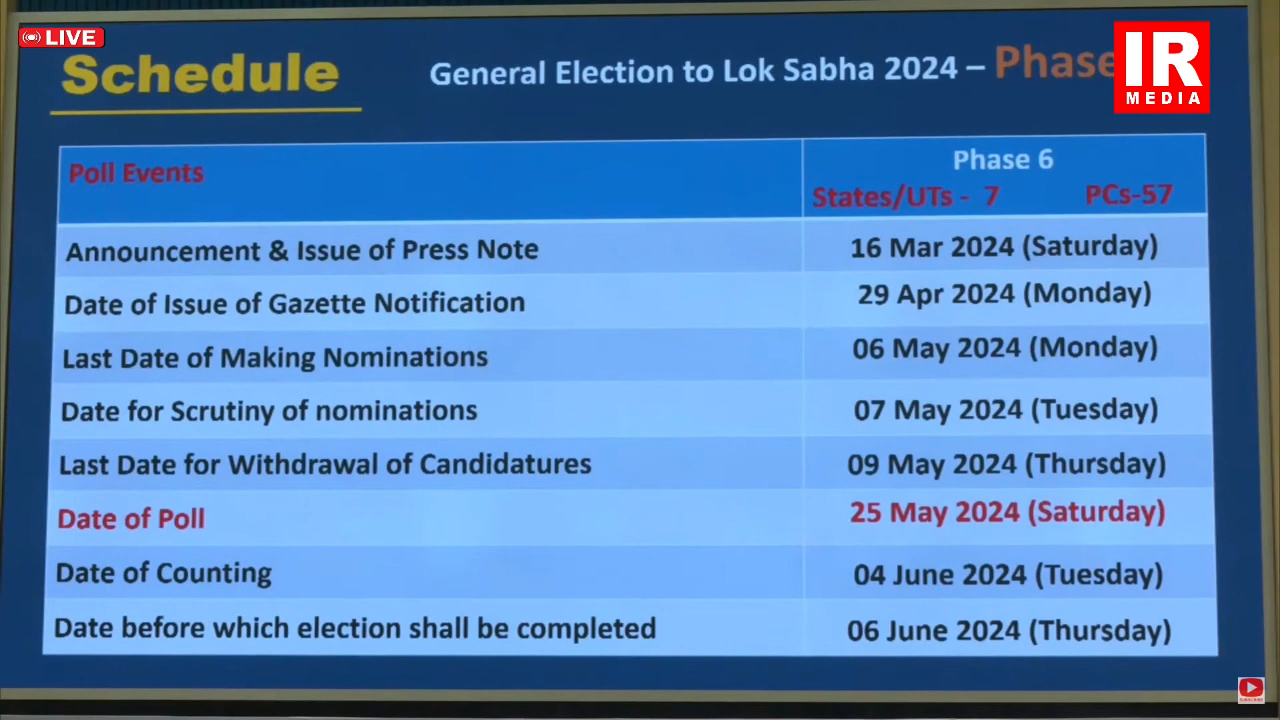 LIVE
Schedule
General Election to Lok Sabha 2024 – Phase
IR
MEDIA
Poll Events
Phase 6
States/UTs - 7 PCs-57
Announcement & Issue of Press Note 16 Mar 2024 (Saturday)
Date of Issue of Gazette Notification 29 Apr 2024 (Monday)
Last Date of Making Nominations 06 May 2024 (Monday)
Date for Scrutiny of nominations 07 May 2024 (Tuesday)
Last Date for Withdrawal of Candidatures 09 May 2024 (Thursday)
Date of Poll 25 May 2024 (Saturday)
Date of Counting 04 June 2024 (Tuesday)
Date before which election shall be completed 06 June 2024 (Thursday)
SUBSCRIBE